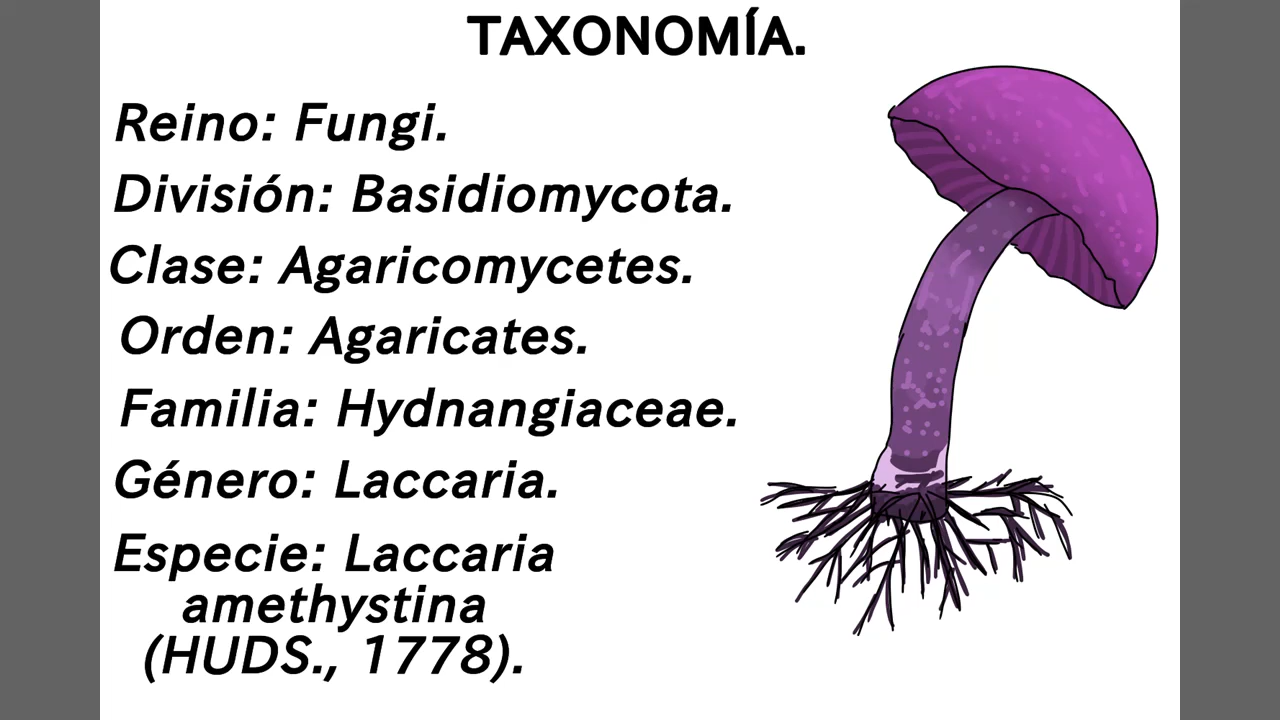 TAXONOMÍA.
Reino: Fungi.
División: Basidiomycota.
Clase: Agaricomycetes.
Orden: Agaricates.
Familia: Hydnangiaceae.
Género: Laccaria.
Especie: Laccaria
amethystina
(HUDS., 1778).